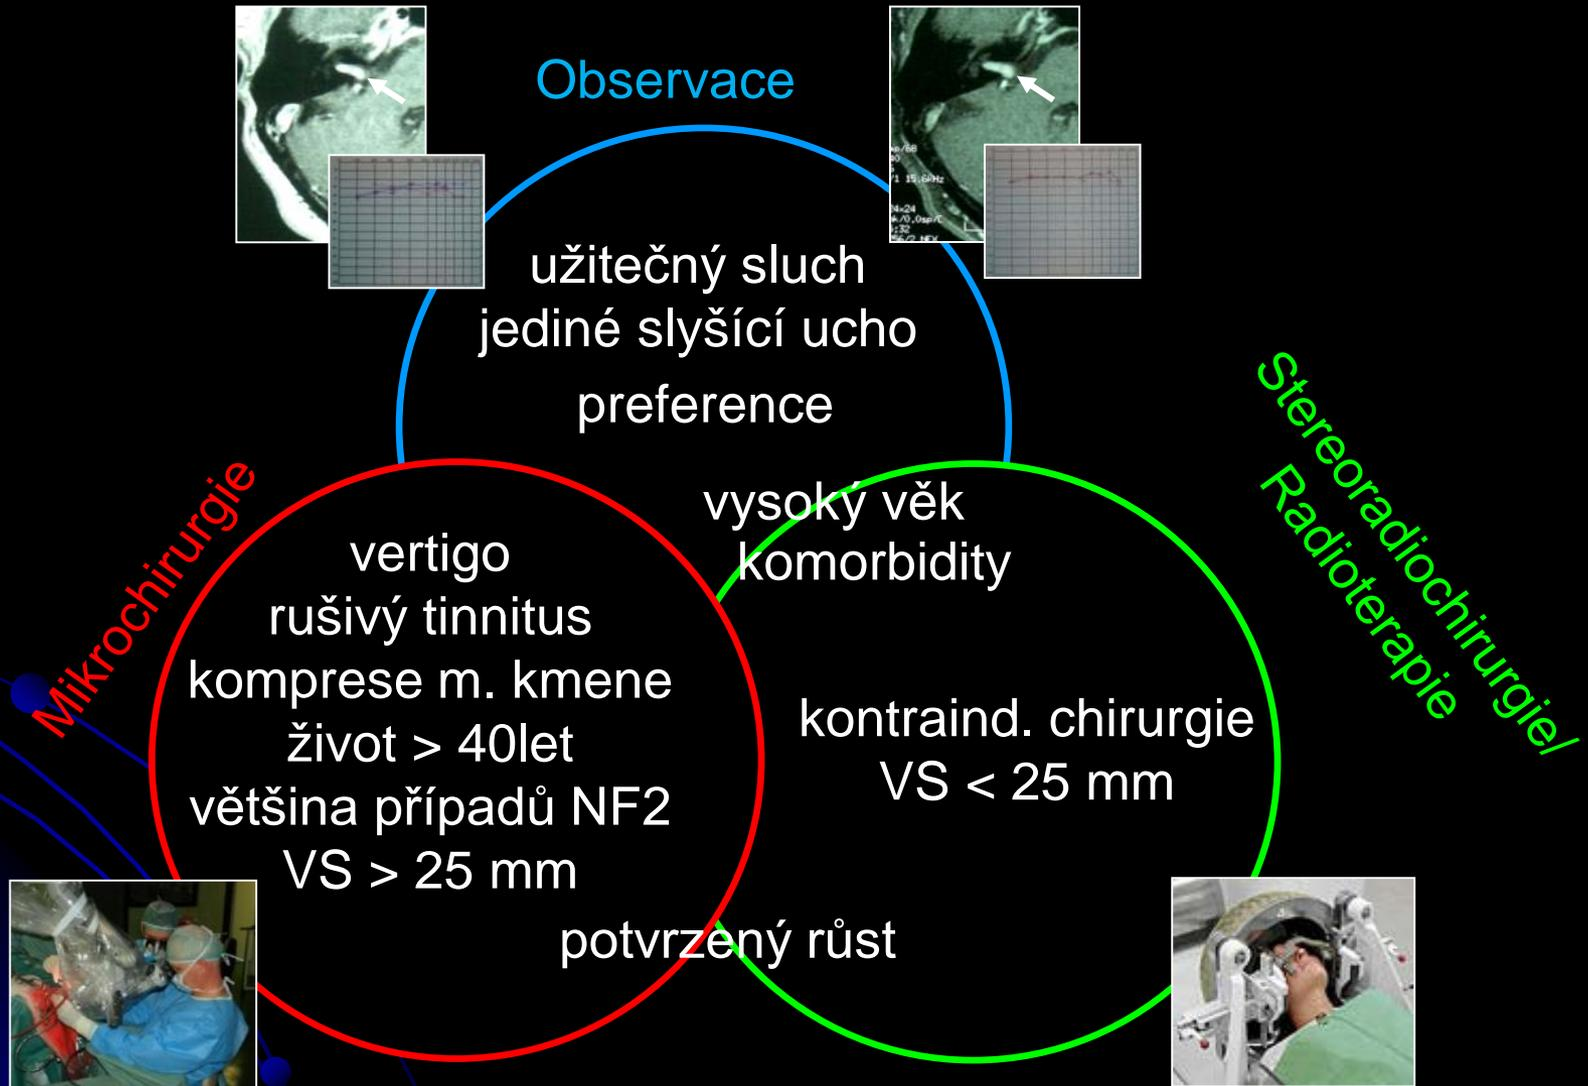 Observace
užitečný sluch
jediné slyšící ucho
preference
Mikrochirurgie
vertigo
rušivý tinnitus
komprese m. kmene
život > 40let
většina případů NF2
VS > 25 mm
vysoký věk
komorbidity
Stereoradiochirurgie/
Radioterapie
kontraind. chirurgie
VS < 25 mm
potvrzený růst